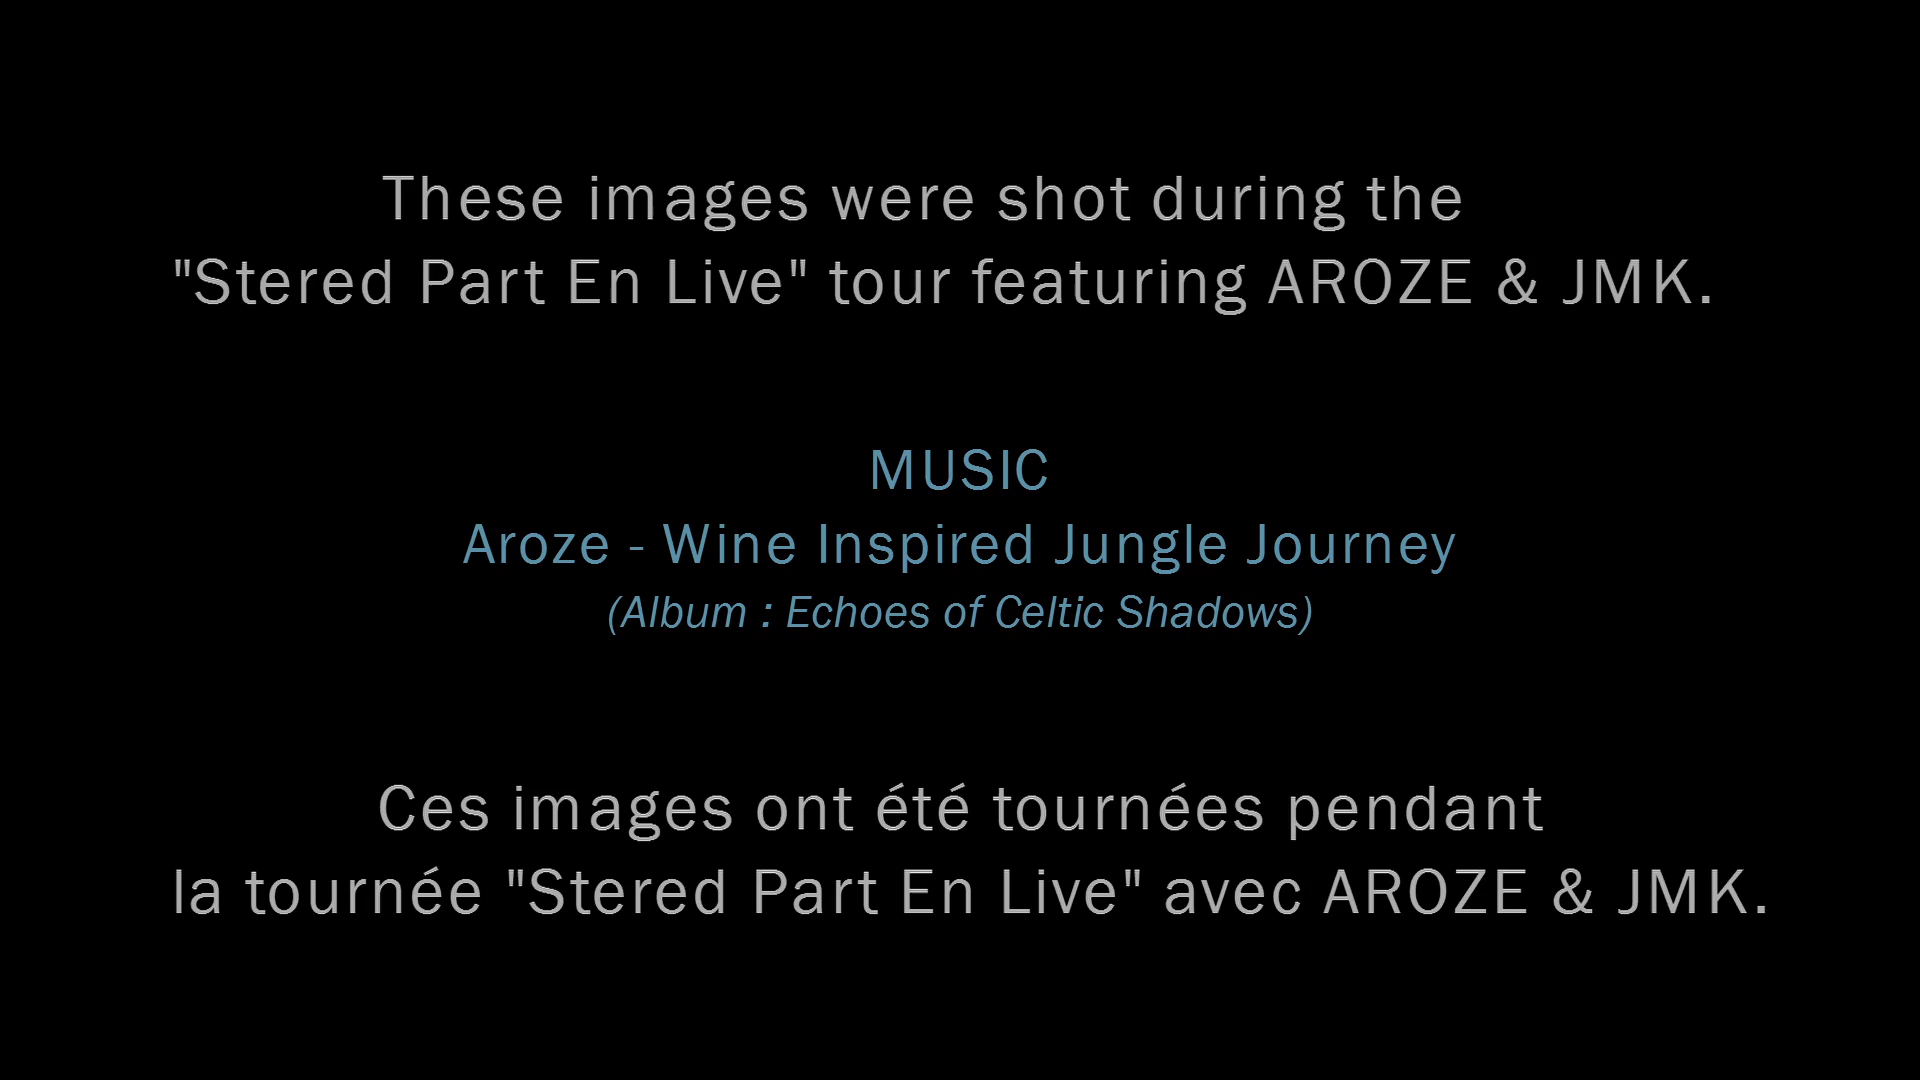 These images were shot during the
"Stered Part En Live" tour featuring AROZE & JMK.
MUSIC
Aroze - Wine Inspired Jungle Journey
(Album : Echoes of Celtic Shadows)
Ces images ont été tournées pendant
la tournée "Stered Part En Live" avec AROZE & JMK.